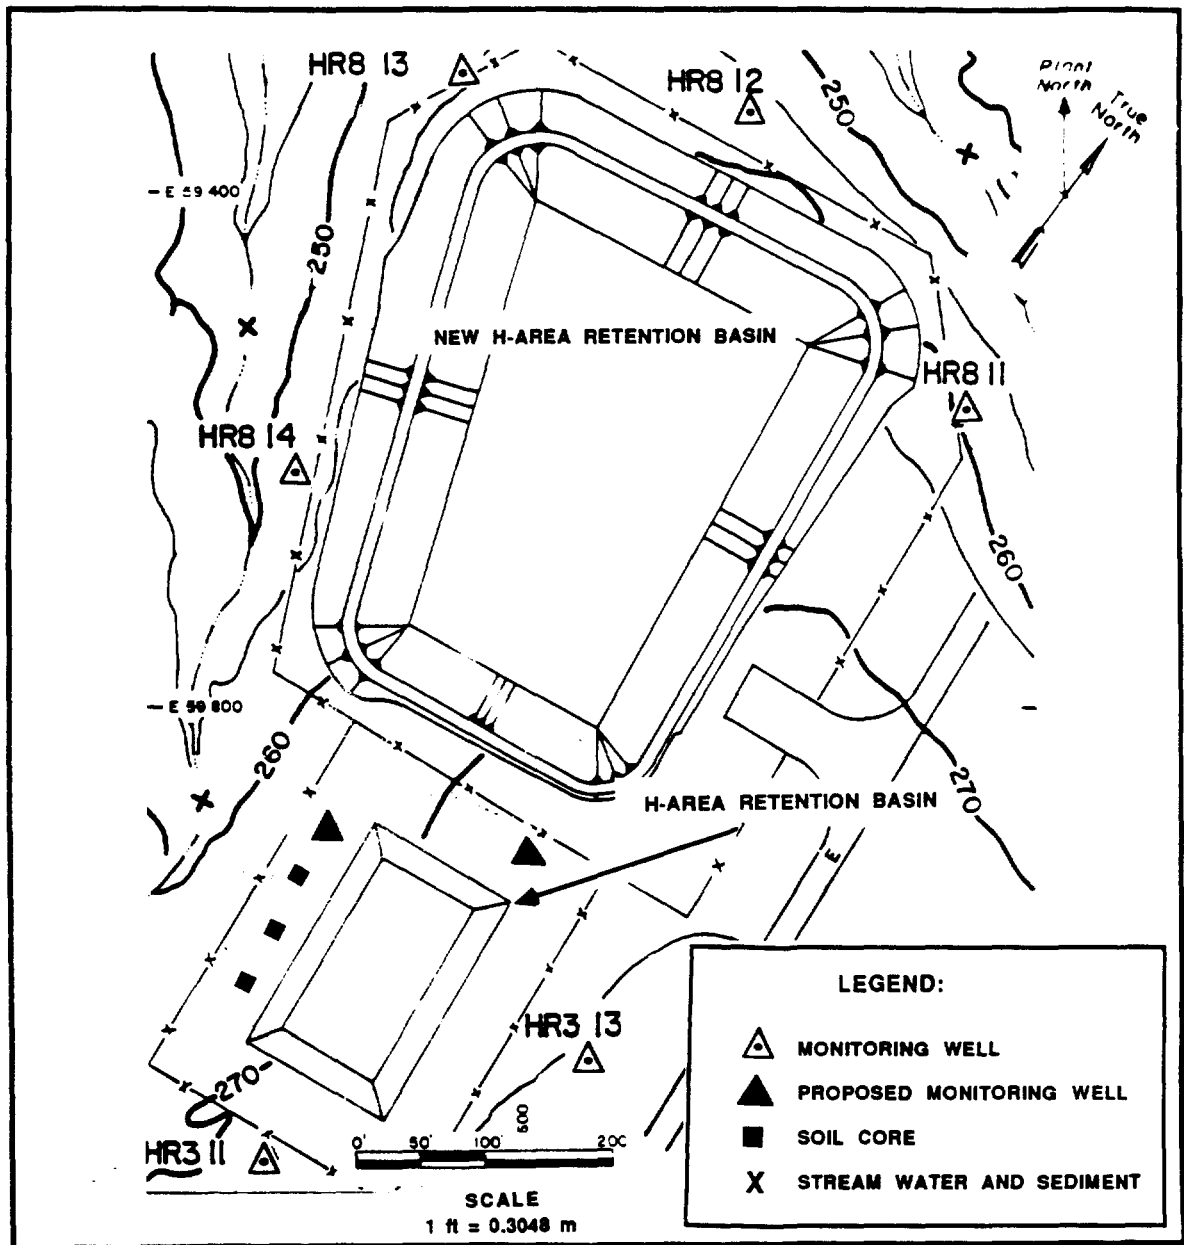 HR8 13
HR8 12
Plant
North
True
North
250
E 59 400
250
NEW H-AREA RETENTION BASIN
HR8 11
HR8 14
260
E 59 800
260
270
H-AREA RETENTION BASIN
E
LEGEND:
HR3 13
MONITORING WELL
270
PROPOSED MONITORING WELL
500
SOIL CORE
HR3 11
0' 50' 100' 200
STREAM WATER AND SEDIMENT
SCALE
1 ft = 0.3048 m